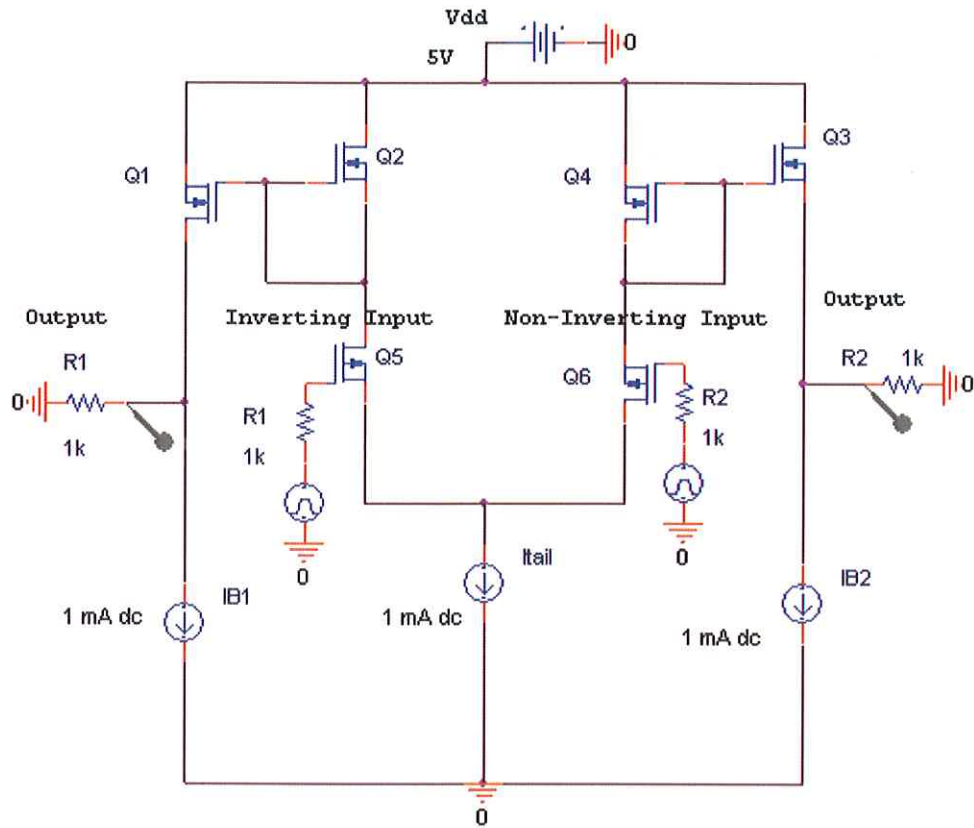 Vdd
5V
0
Q1
Q2
Q4
Q3
Output
Inverting Input
Non-Inverting Input
Output
R1
Q5
Q6
R2
1k
0
1k
R1
1k
R2
1k
0
0
0
Itail
IB1
1 mA dc
1 mA dc
IB2
1 mA dc
0